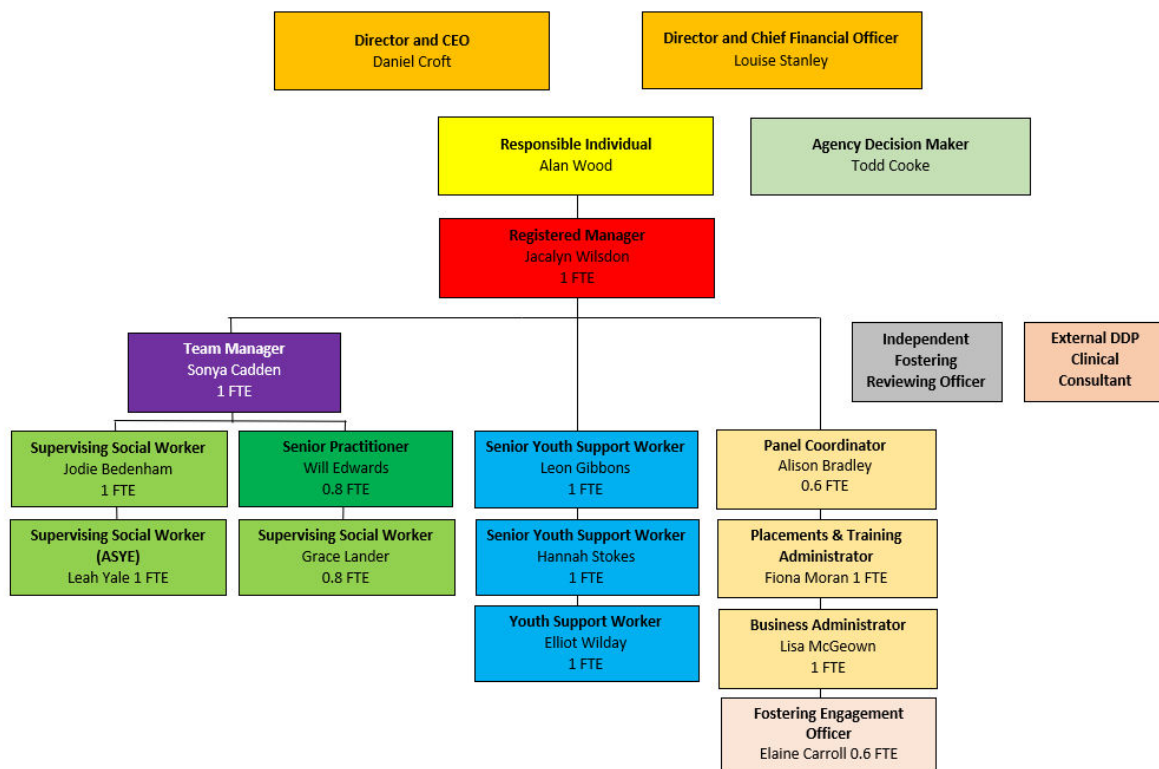 Director and CEO
Daniel Croft
Director and Chief Financial Officer
Louise Stanley
Responsible Individual
Alan Wood
Agency Decision Maker
Todd Cooke
Registered Manager
Jacalyn Wilsdon
1 FTE
Team Manager
Sonya Cadden
1 FTE
Independent
Fostering
Reviewing Officer
External DDP
Clinical
Consultant
Supervising Social Worker
Jodie Bedenham
1 FTE
Senior Practitioner
Will Edwards
0.8 FTE
Senior Youth Support Worker
Leon Gibbons
1 FTE
Panel Coordinator
Alison Bradley
0.6 FTE
Supervising Social Worker
(ASYE)
Leah Yale 1 FTE
Supervising Social Worker
Grace Lander
0.8 FTE
Senior Youth Support Worker
Hannah Stokes
1 FTE
Placements & Training
Administrator
Fiona Moran 1 FTE
Youth Support Worker
Elliot Wilday
1 FTE
Business Administrator
Lisa McGeown
1 FTE
Fostering Engagement
Officer
Elaine Carroll 0.6 FTE